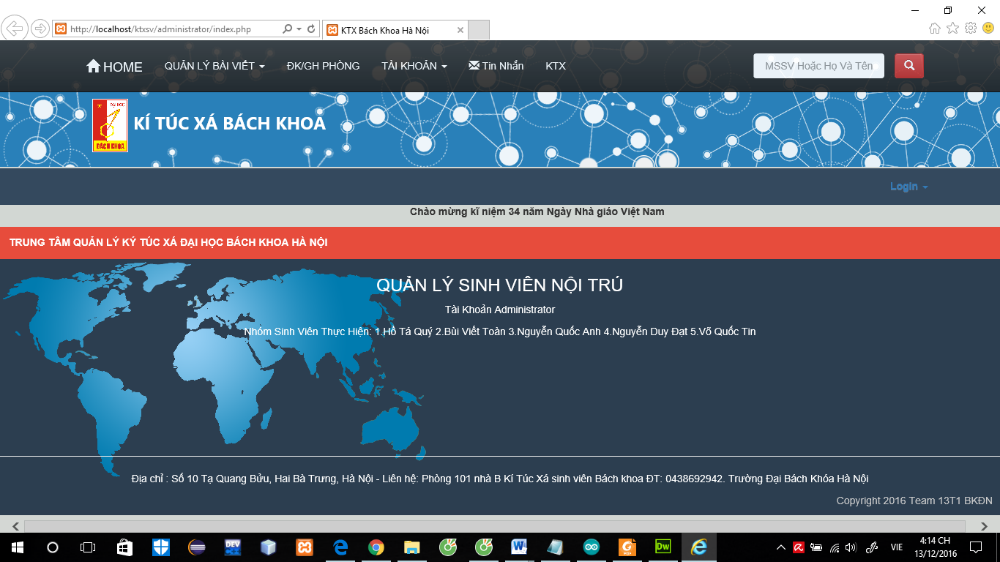 http://localhost/ktxsv/administrator/index.php
KTX Bách Khoa Hà Nội
HOME QUẢN LÝ BÀI VIẾT ĐK/GH PHÒNG TÀI KHOẢN Tin Nhắn KTX MSSV Hoặc Họ Và Tên
ĐẠI HỌC
BÁCH KHOA
KÍ TÚC XÁ BÁCH KHOA
Login
Chào mừng kĩ niệm 34 năm Ngày Nhà giáo Việt Nam
TRUNG TÂM QUẢN LÝ KÝ TÚC XÁ ĐẠI HỌC BÁCH KHOA HÀ NỘI
QUẢN LÝ SINH VIÊN NỘI TRÚ
Tài Khoản Administrator
Nhóm Sinh Viên Thực Hiện: 1.Hồ Tá Quý 2.Bùi Viết Toàn 3.Nguyễn Quốc Anh 4.Nguyễn Duy Đạt 5.Võ Quốc Tin
Địa chỉ : Số 10 Tạ Quang Bửu, Hai Bà Trưng, Hà Nội - Liên hệ: Phòng 101 nhà B Kí Túc Xá sinh viên Bách khoa ĐT: 0438692942. Trường Đại Bách Khóa Hà Nội
Copyright 2016 Team 13T1 BKĐN
DEV
PDF
Dw
VIE
4:14 CH
13/12/2016